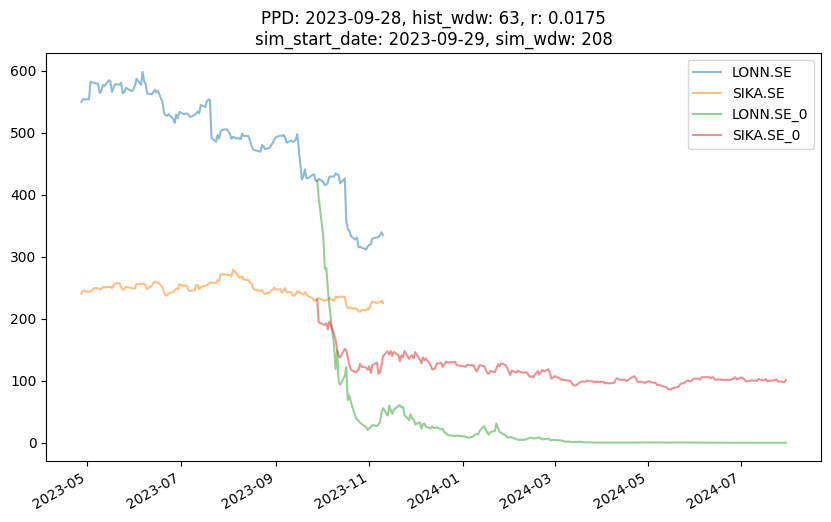 PPD: 2023-09-28, hist_wdw: 63, r: 0.0175
sim_start_date: 2023-09-29, sim_wdw: 208
LONN.SE
SIKA.SE
LONN.SE_0
SIKA.SE_0
600
500
400
300
200
100
0
2023-05
2023-07
2023-09
2023-11
2024-01
2024-03
2024-05
2024-07